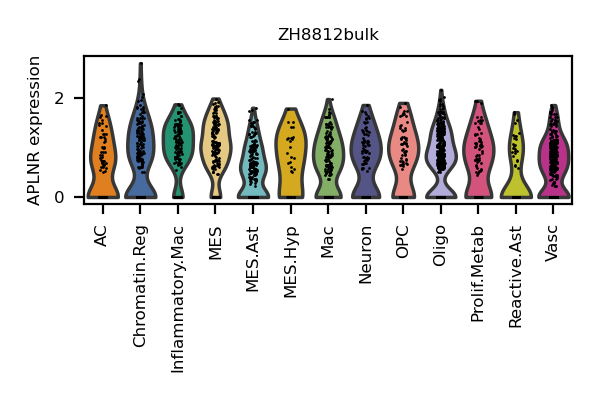 ZH8812bulk
APLNR expression
2
0
AC
Chromatin.Reg
Inflammatory.Mac
MES
MES.Ast
MES.Hyp
Mac
Neuron
OPC
Oligo
Prolif.Metab
Reactive.Ast
Vasc